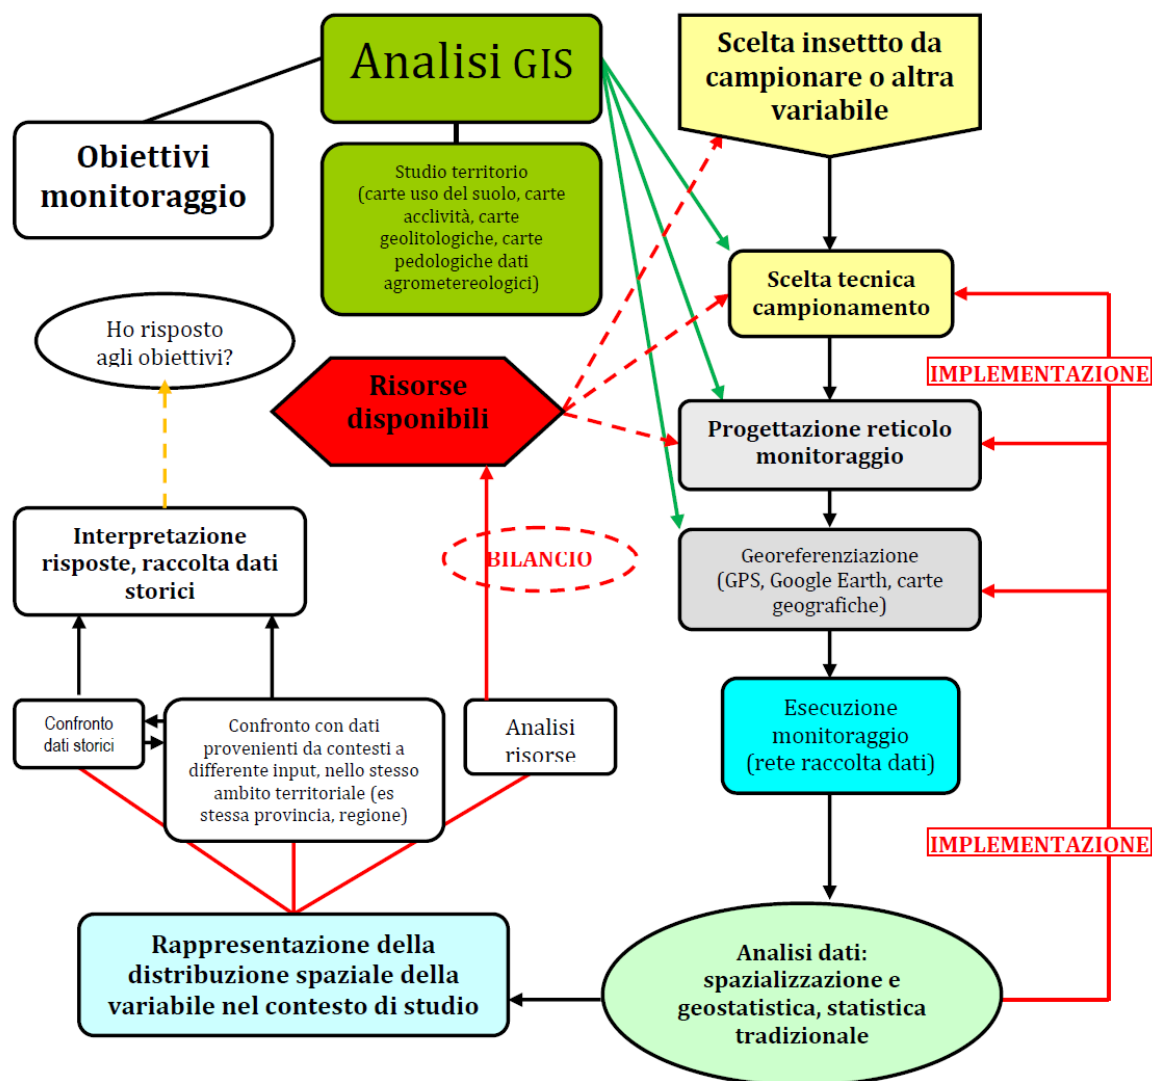 Analisi GIS
Scelta insettto da
campionare o altra
variabile
Obiettivi
monitoraggio
Studio territorio
(carte uso del suolo, carte
acclività, carte
geolitologiche, carte
pedologiche dati
agrometereologici)
Scelta tecnica
campionamento
Ho risposto
agli obiettivi?
IMPLEMENTAZIONE
Risorse
disponibili
Progettazione reticolo
monitoraggio
Interpretazione
risposte, raccolta dati
storici
BILANCIO
Georeferenziazione
(GPS, Google Earth, carte
geografiche)
Confronto
dati storici
Confronto con dati
provenienti da contesti a
differente input, nello stesso
ambito territoriale (es
stessa provincia, regione)
Analisi
risorse
Esecuzione
monitoraggio
(rete raccolta dati)
IMPLEMENTAZIONE
Rappresentazione della
distribuzione spaziale della
variabile nel contesto di studio
Analisi dati:
spazializzazione e
geostatistica, statistica
tradizionale